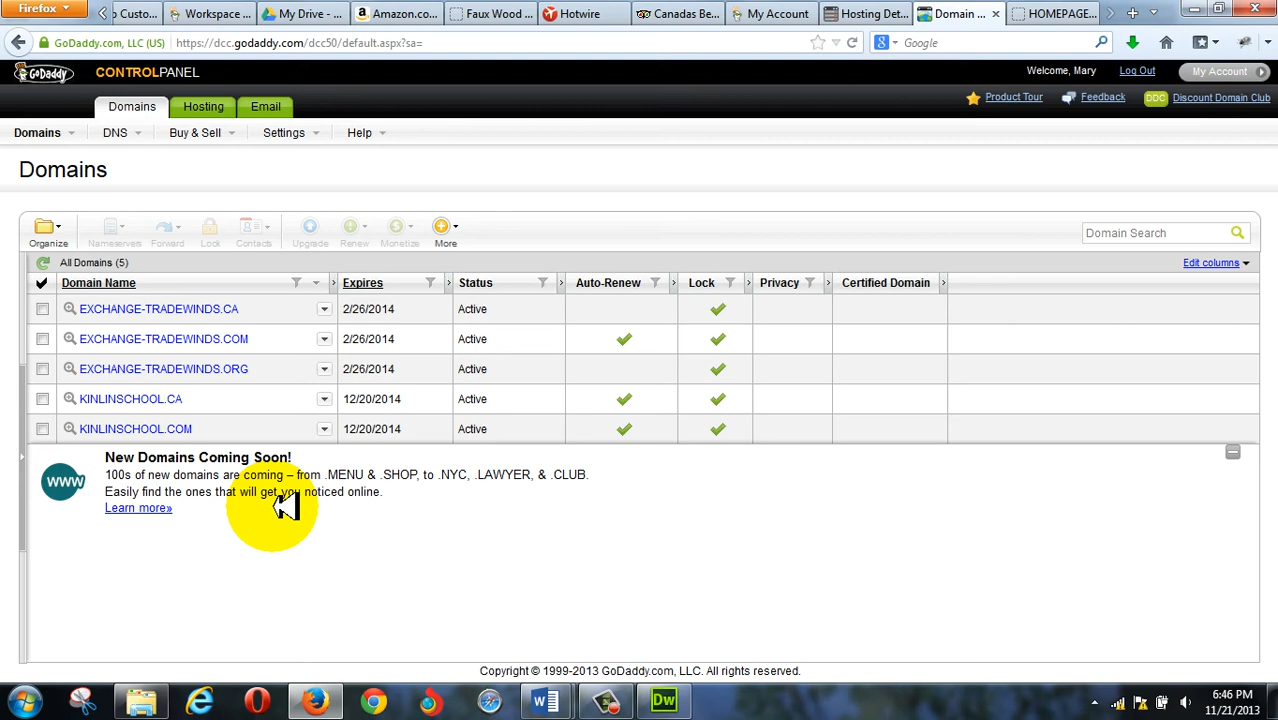 Firefox
p Custo...
Workspace ...
My Drive - ...
Amazon.co...
Faux Wood ...
Hotwire
Canadas Be...
My Account
Hosting Det...
Domain ...
HOMEPAGE...
GoDaddy.com, LLC (US)
https://dcc.godaddy.com/dcc50/default.aspx?sa=
Google
GoDaddy
CONTROLPANEL
Welcome, Mary
Log Out
My Account
Domains
Hosting
Email
Product Tour
Feedback
DDC
Discount Domain Club
Domains
DNS
Buy & Sell
Settings
Help
Domains
Organize
Nameservers
Forward
Lock
Contacts
Upgrade
Renew
Monetize
More
Domain Search
All Domains (5)
Edit columns
Domain Name
Expires
Status
Auto-Renew
Lock
Privacy
Certified Domain
EXCHANGE-TRADEWINDS.CA 2/26/2014 Active
EXCHANGE-TRADEWINDS.COM 2/26/2014 Active
EXCHANGE-TRADEWINDS.ORG 2/26/2014 Active
KINLINSCHOOL.CA 12/20/2014 Active
KINLINSCHOOL.COM 12/20/2014 Active
New Domains Coming Soon!
www
100s of new domains are coming – from .MENU & .SHOP, to .NYC, .LAWYER, & .CLUB.
Easily find the ones that will get you noticed online.
Learn more»
Copyright © 1999-2013 GoDaddy.com, LLC. All rights reserved.
Dw
6:46 PM
11/21/2013